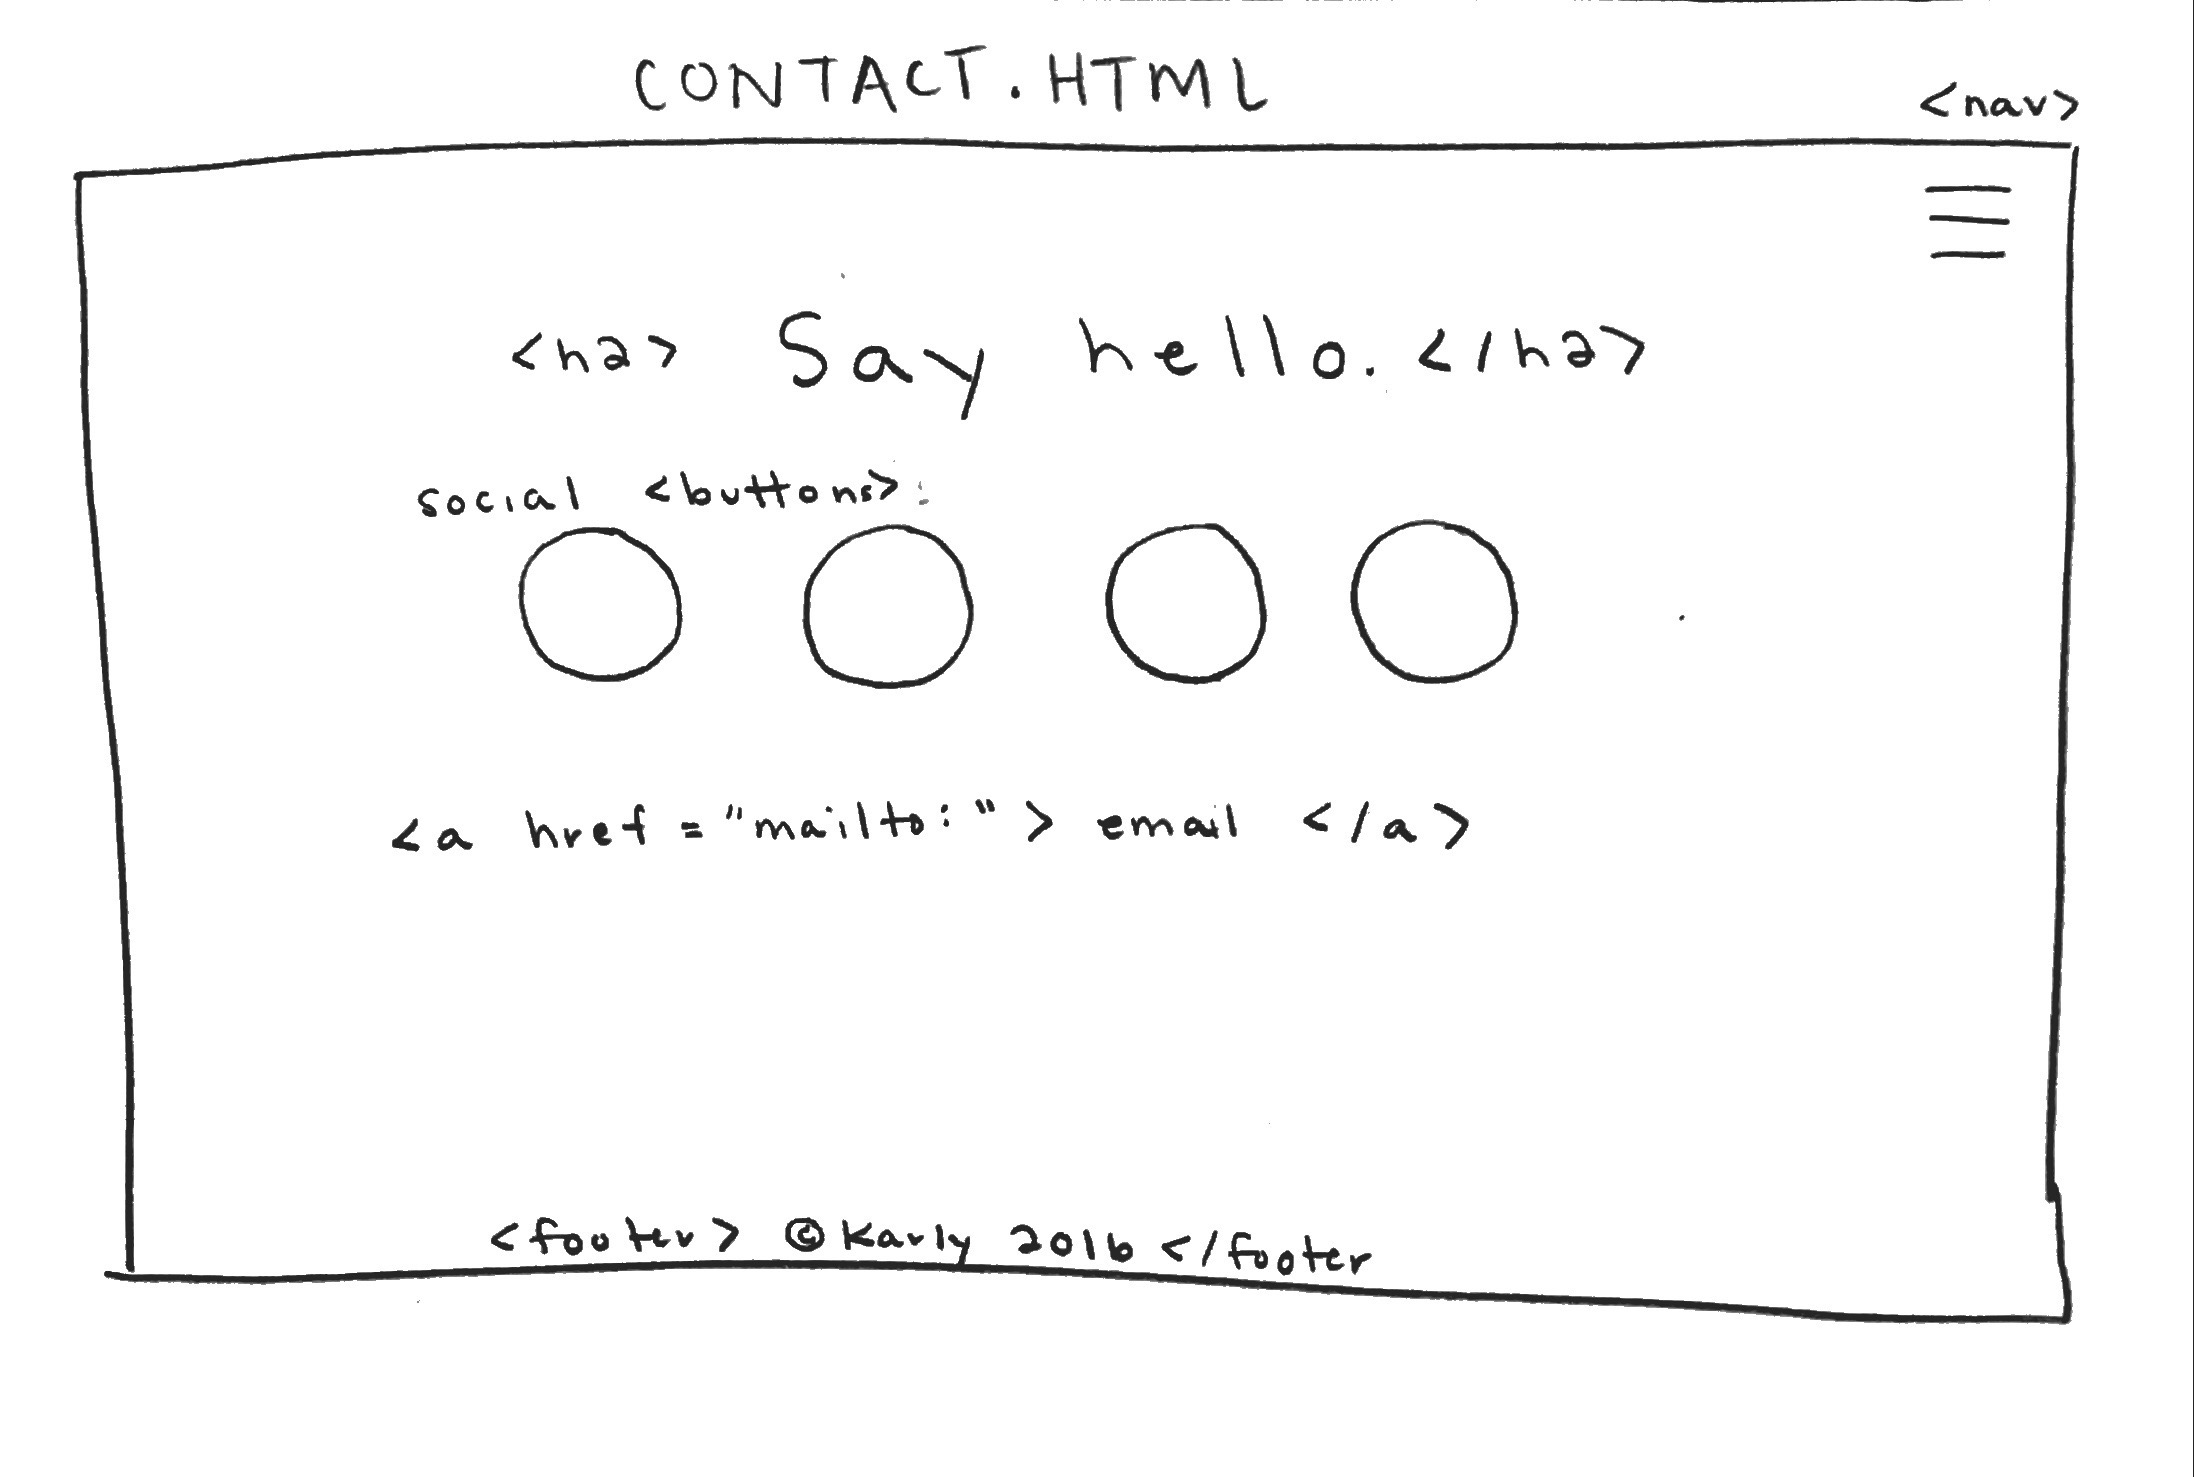 CONTACT.HTML
<nav>
<h2> Say hello. </h2>
social <buttons>:
<a href="mailto:"> email </a>
<footer> © Karly 2016 </footer